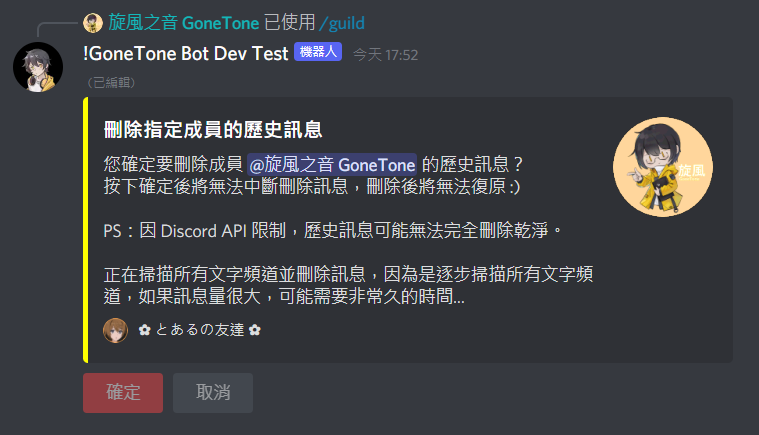 旋風之音 GoneTone 已使用 /guild
!GoneTone Bot Dev Test 機器人 今天 17:52
(已編輯)
刪除指定成員的歷史訊息
旋風
您確定要刪除成員 @旋風之音 GoneTone 的歷史訊息？
按下確定後將無法中斷刪除訊息，刪除後將無法復原 :)
PS：因 Discord API 限制，歷史訊息可能無法完全刪除乾淨。
正在掃描所有文字頻道並刪除訊息，因為是逐步掃描所有文字頻
道，如果訊息量很大，可能需要非常久的時間...
✿ とあるの友達 ✿
確定 取消